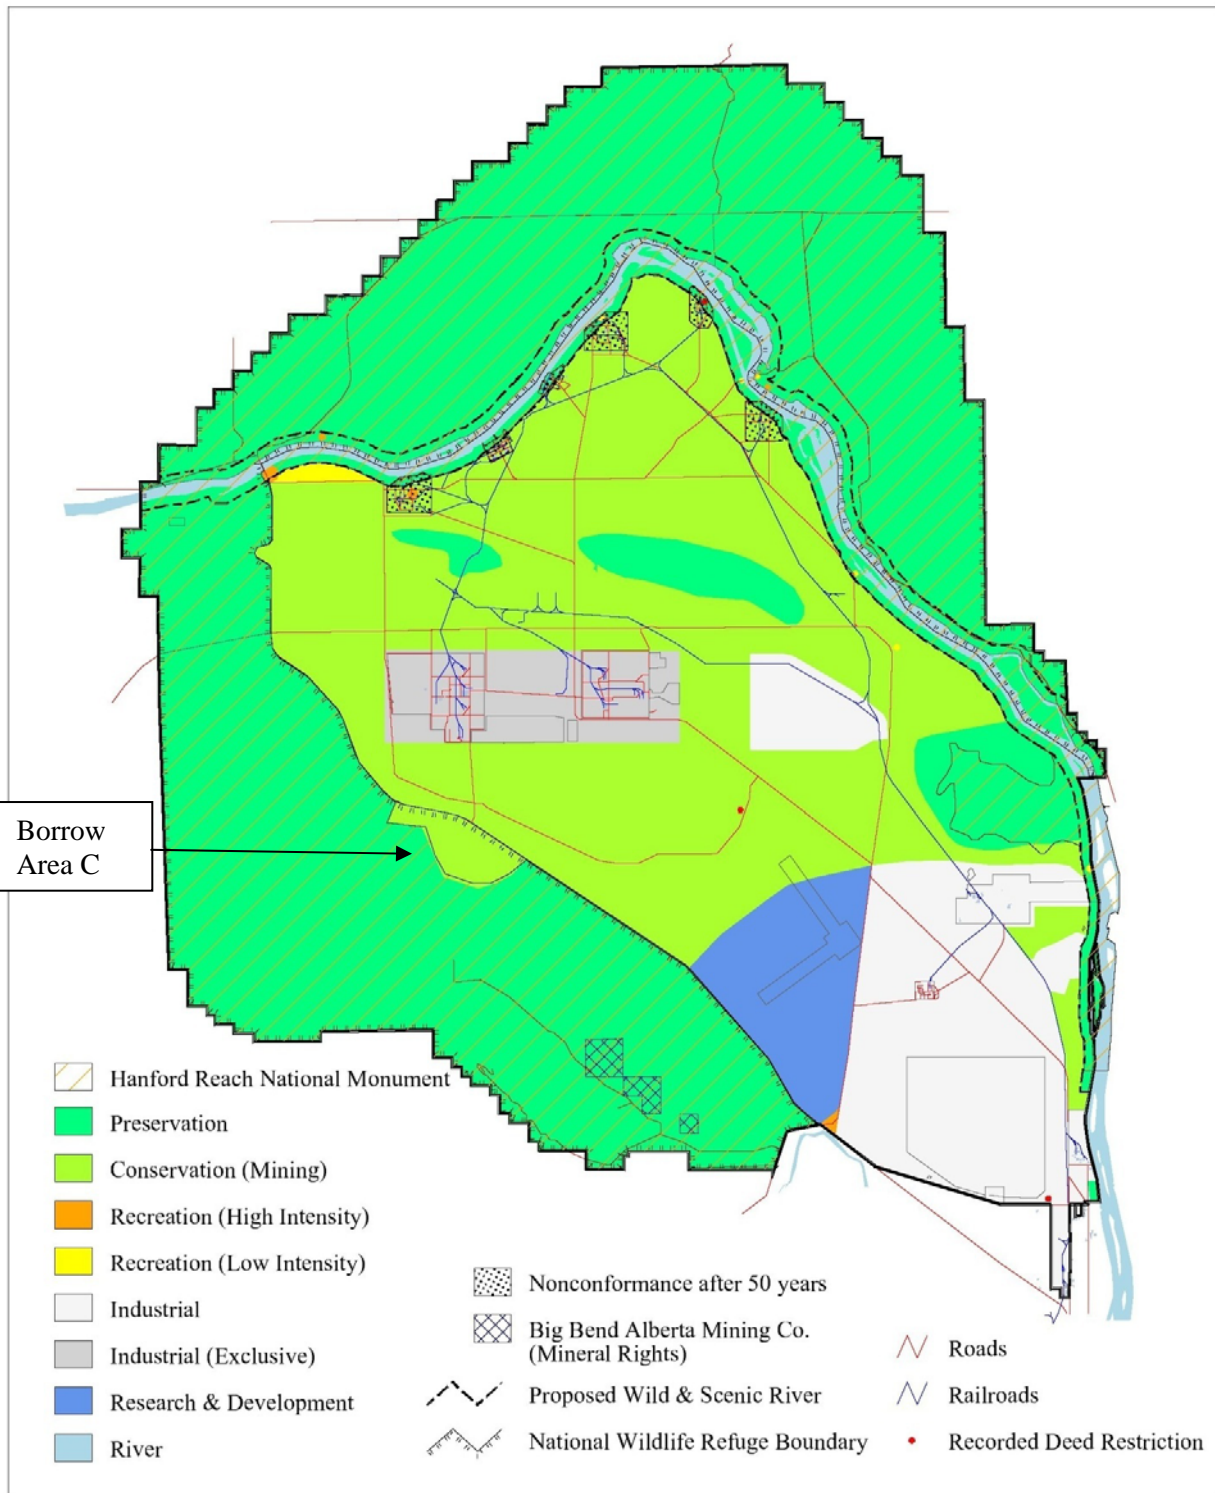 Borrow
Area C
Hanford Reach National Monument
Preservation
Conservation (Mining)
Recreation (High Intensity)
Recreation (Low Intensity)
Industrial
Industrial (Exclusive)
Research & Development
River
Nonconformance after 50 years
Big Bend Alberta Mining Co.
(Mineral Rights)
Proposed Wild & Scenic River
National Wildlife Refuge Boundary
Roads
Railroads
Recorded Deed Restriction